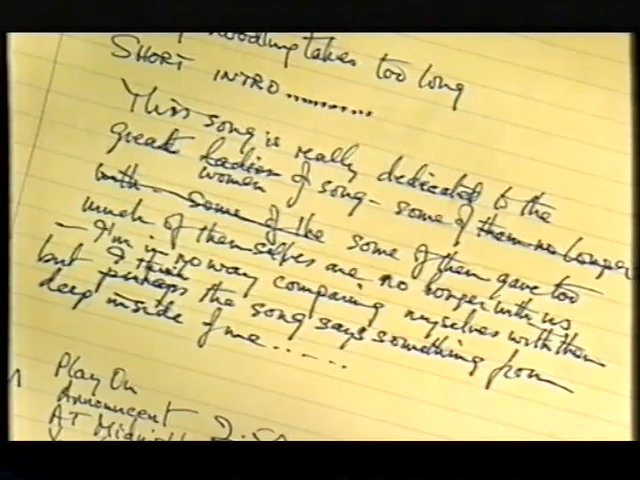 noodling takes too long
SHORT INTRO..........
This song is really dedicated to the
great ladies of song - some of them no longer
women
with - Some of the some of them gave too
much of themselves are no longer with us
- I'm in no way comparing myselves with them
but I think perhaps the song says something from
deep inside of me......
Play On
Announcent 2.50
AT Midnight